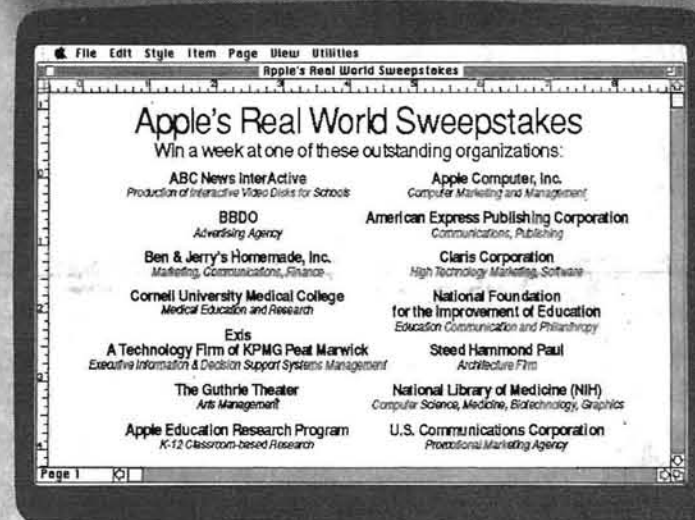 File Edit Style Item Page View Utilities
Apple's Real World Sweepstakes
Apple's Real World Sweepstakes
Win a week at one of these outstanding organizations:
ABC News InterActive
Production of Interactive Video Disks for Schools
Apple Computer, Inc.
Computer Marketing and Management
BBDO
Advertising Agency
American Express Publishing Corporation
Communications, Publishing
Ben & Jerry's Homemade, Inc.
Marketing, Communications, Finance
Claris Corporation
High Technology Marketing, Software
Cornell University Medical College
Medical Education and Research
National Foundation
for the Improvement of Education
Education Communication and Philanthropy
Exis
A Technology Firm of KPMG Peat Marwick
Executive Information & Decision Support Systems Management
Steed Hammond Paul
Architecture Firm
The Guthrie Theater
Arts Management
National Library of Medicine (NIH)
Computer Science, Medicine, Biotechnology, Graphics
Apple Education Research Program
K-12 Classroom-based Research
U.S. Communications Corporation
Promotional Marketing Agency
Page 1